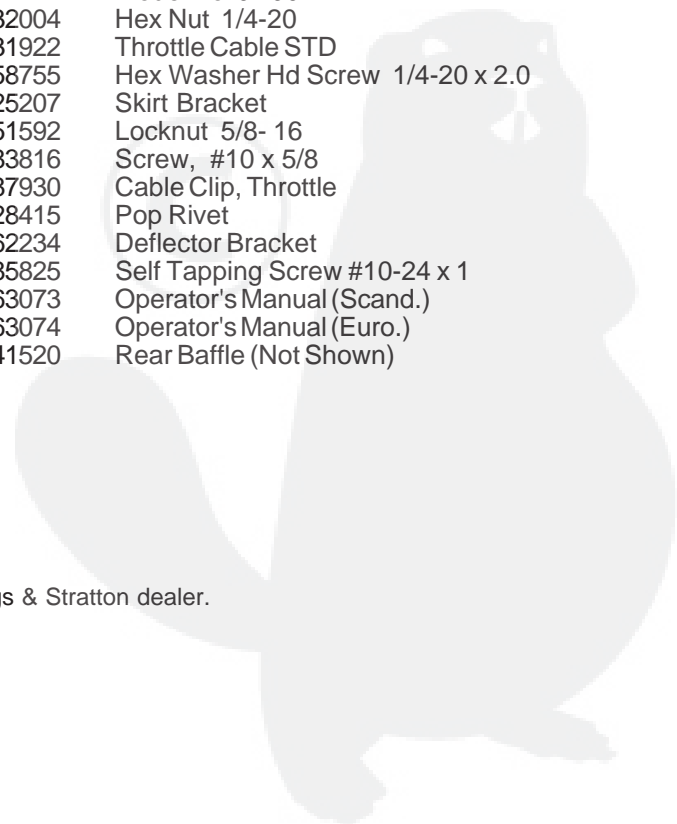 32004 Hex Nut 1/4-20
31922 Throttle Cable STD
58755 Hex Washer Hd Screw 1/4-20 x 2.0
25207 Skirt Bracket
51592 Locknut 5/8- 16
33816 Screw, #10 x 5/8
37930 Cable Clip, Throttle
28415 Pop Rivet
62234 Deflector Bracket
35825 Self Tapping Screw #10-24 x 1
63073 Operator's Manual (Scand.)
63074 Operator's Manual (Euro.)
41520 Rear Baffle (Not Shown)
gs & Stratton dealer.